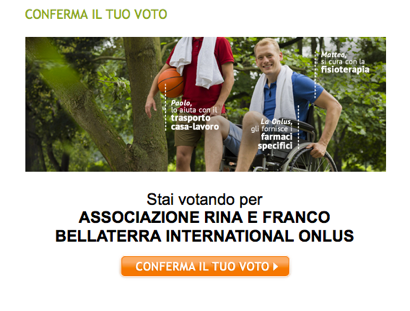 CONFERMA IL TUO VOTO
Matteo,
si cura con la
fisioterapia
Paolo,
lo aiuta con il
trasporto
casa-lavoro
La Onlus,
gli fornisce i
farmaci
specifici
Stai votando per
ASSOCIAZIONE RINA E FRANCO
BELLATERRA INTERNATIONAL ONLUS
CONFERMA IL TUO VOTO